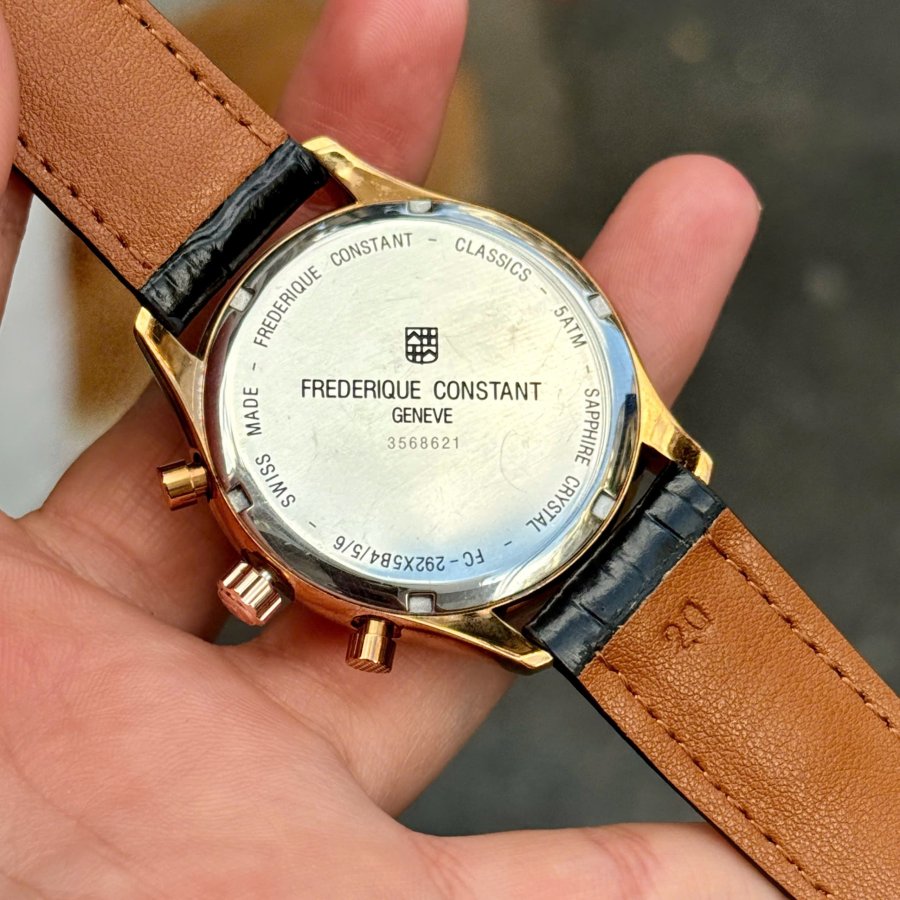 FREDERIQUE CONSTANT
GENEVE
3568621
SWISS MADE - FREDERIQUE CONSTANT - CLASSICS - 5ATM - SAPPHIRE CRYSTAL - FC-292X5B4/5/6 -
20